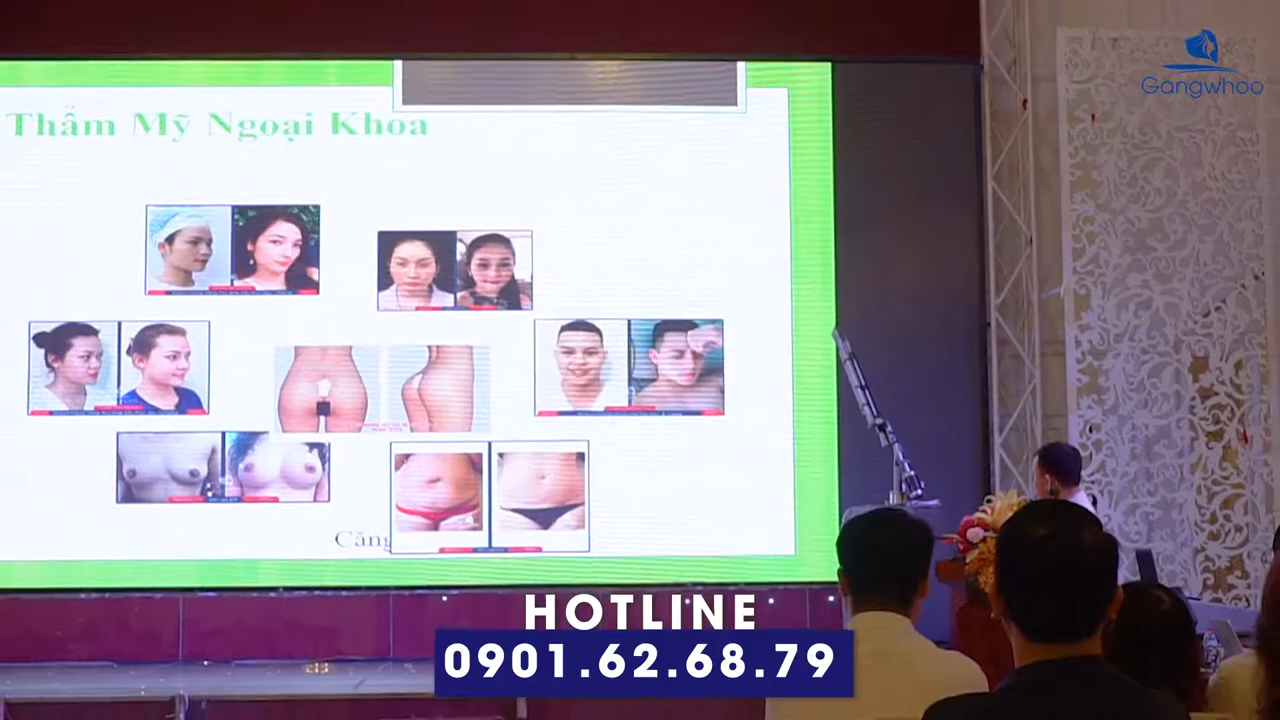 Gangwhoo
Thẩm Mỹ Ngoại Khoa
Căng
HOTLINE
0901.62.68.79